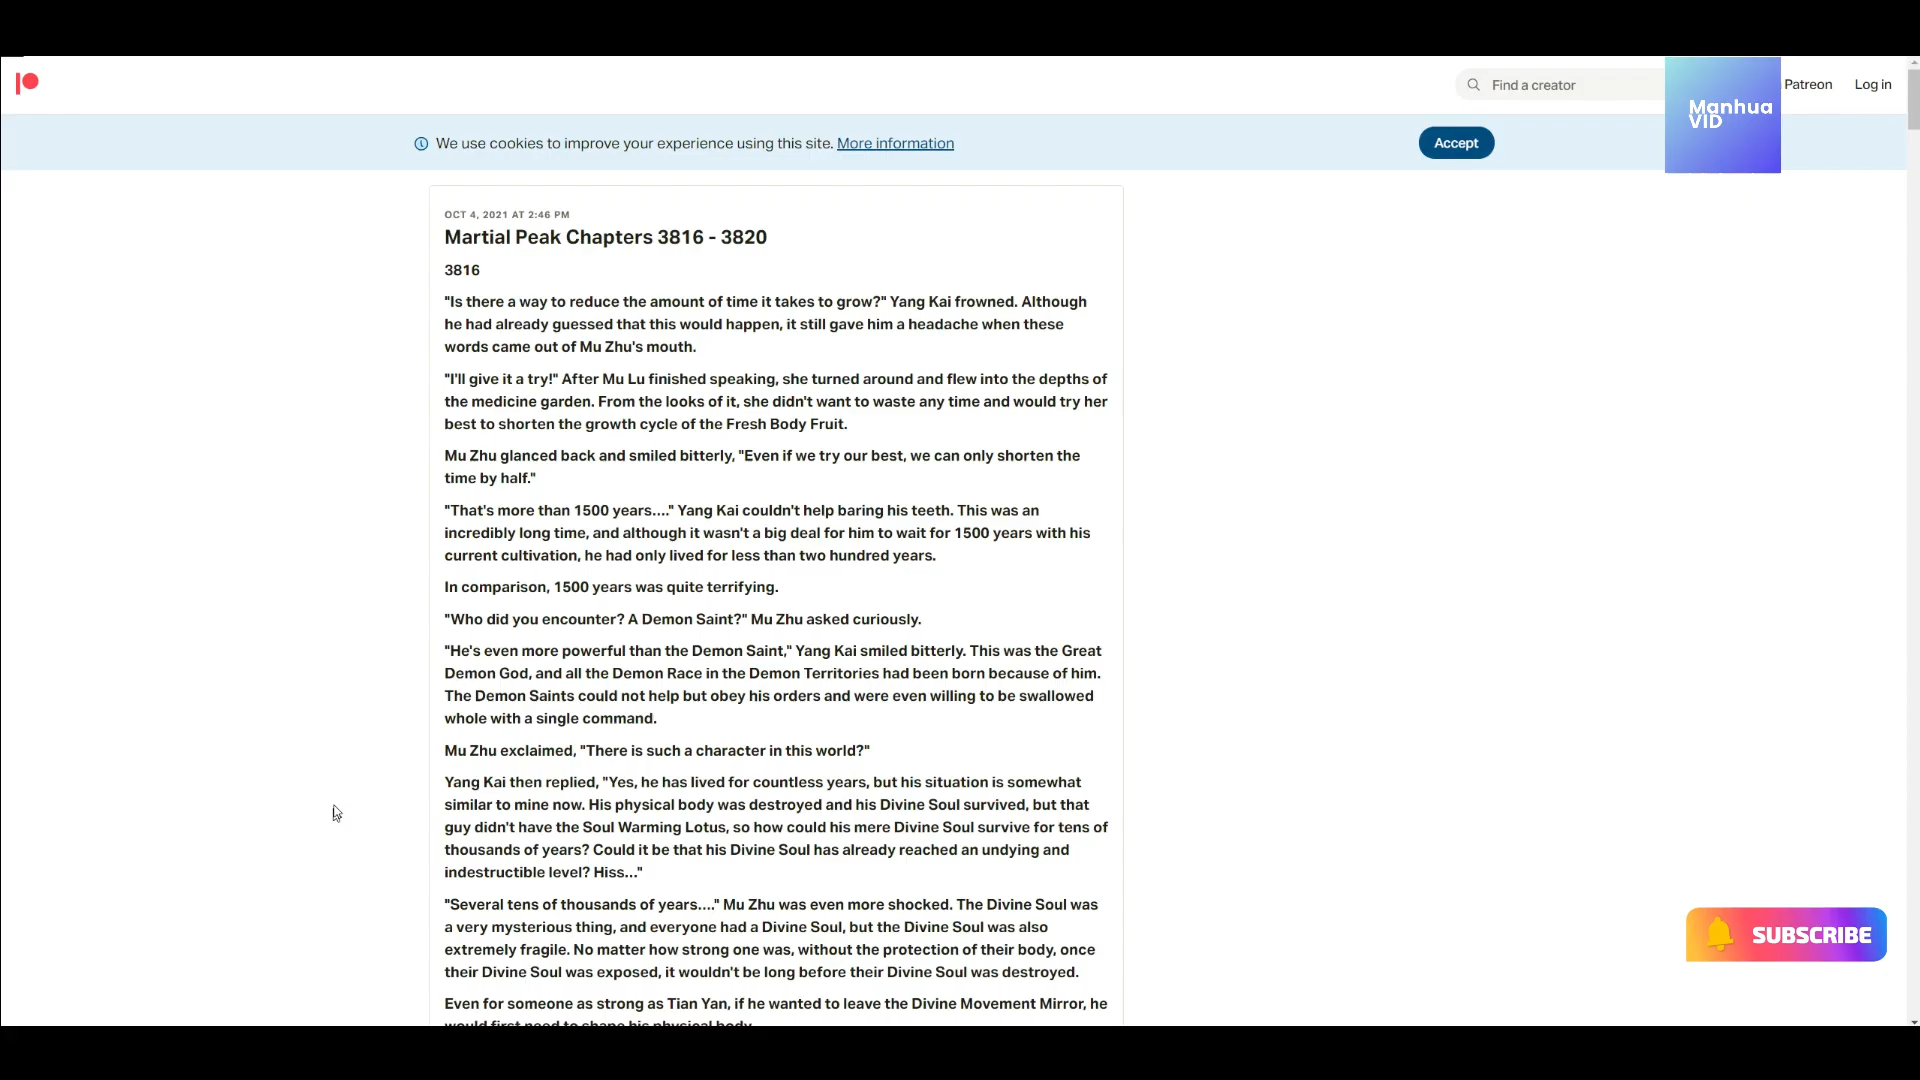 Find a creator
Manhua
VID
Patreon
Log in
We use cookies to improve your experience using this site. More information
Accept
OCT 4, 2021 AT 2:46 PM
Martial Peak Chapters 3816 - 3820
3816
"Is there a way to reduce the amount of time it takes to grow?" Yang Kai frowned. Although
he had already guessed that this would happen, it still gave him a headache when these
words came out of Mu Zhu's mouth.
"I'll give it a try!" After Mu Lu finished speaking, she turned around and flew into the depths of
the medicine garden. From the looks of it, she didn't want to waste any time and would try her
best to shorten the growth cycle of the Fresh Body Fruit.
Mu Zhu glanced back and smiled bitterly, "Even if we try our best, we can only shorten the
time by half."
"That's more than 1500 years…." Yang Kai couldn't help baring his teeth. This was an
incredibly long time, and although it wasn't a big deal for him to wait for 1500 years with his
current cultivation, he had only lived for less than two hundred years.
In comparison, 1500 years was quite terrifying.
"Who did you encounter? A Demon Saint?" Mu Zhu asked curiously.
"He's even more powerful than the Demon Saint," Yang Kai smiled bitterly. This was the Great
Demon God, and all the Demon Race in the Demon Territories had been born because of him.
The Demon Saints could not help but obey his orders and were even willing to be swallowed
whole with a single command.
Mu Zhu exclaimed, "There is such a character in this world?"
Yang Kai then replied, "Yes, he has lived for countless years, but his situation is somewhat
similar to mine now. His physical body was destroyed and his Divine Soul survived, but that
guy didn't have the Soul Warming Lotus, so how could his mere Divine Soul survive for tens of
thousands of years? Could it be that his Divine Soul has already reached an undying and
indestructible level? Hiss…"
"Several tens of thousands of years…." Mu Zhu was even more shocked. The Divine Soul was
a very mysterious thing, and everyone had a Divine Soul, but the Divine Soul was also
extremely fragile. No matter how strong one was, without the protection of their body, once
their Divine Soul was exposed, it wouldn't be long before their Divine Soul was destroyed.
Even for someone as strong as Tian Yan, if he wanted to leave the Divine Movement Mirror, he
would first need to shape his physical body.
SUBSCRIBE